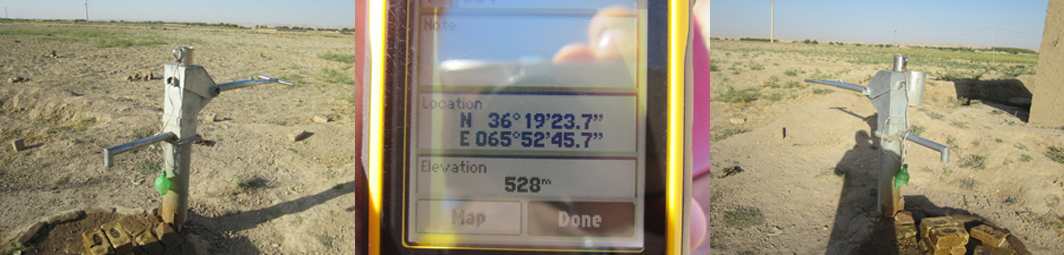 Note
Location
N 36°19'23.7"
E 065°52'45.7"
Elevation
528m
Map
Done